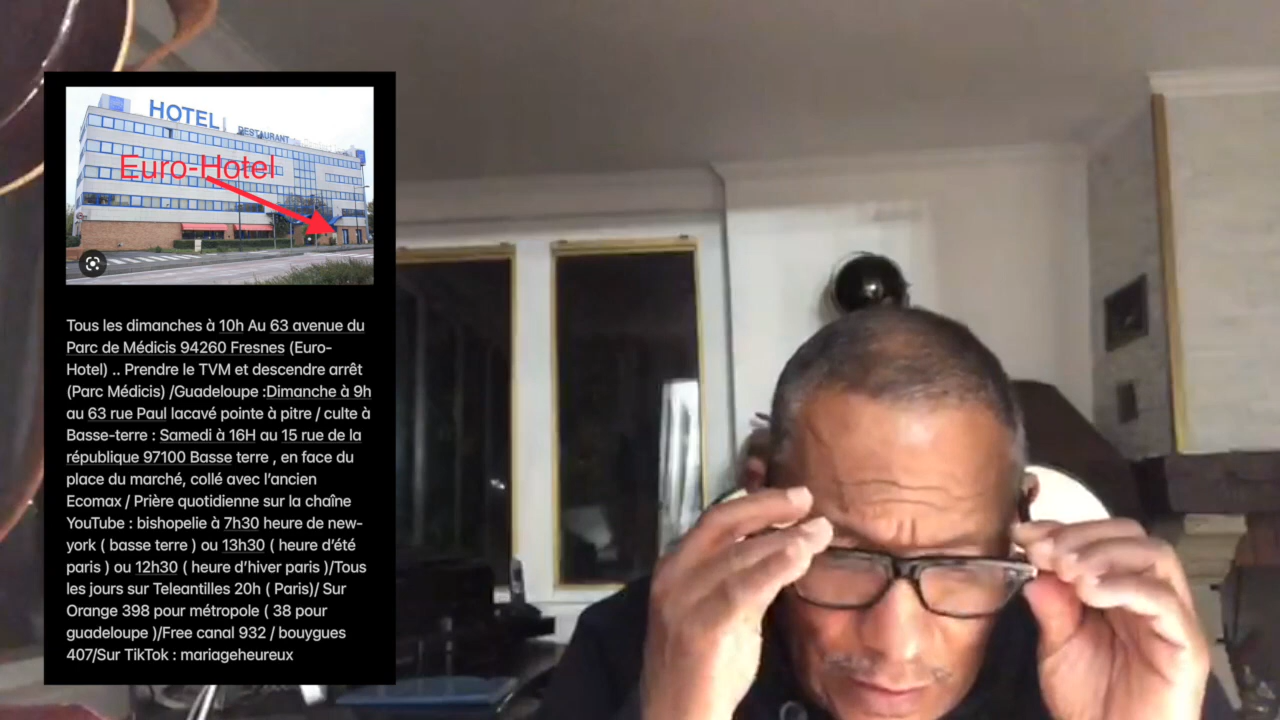 HOTEL
RESTAURANT
Euro-Hotel
Tous les dimanches à 10h Au 63 avenue du
Parc de Médicis 94260 Fresnes (Euro-
Hotel) .. Prendre le TVM et descendre arrêt
(Parc Médicis) /Guadeloupe :Dimanche à 9h
au 63 rue Paul lacavé pointe à pitre / culte à
Basse-terre : Samedi à 16H au 15 rue de la
république 97100 Basse terre , en face du
place du marché, collé avec l’ancien
Ecomax / Prière quotidienne sur la chaîne
YouTube : bishopelie à 7h30 heure de new-
york ( basse terre ) ou 13h30 ( heure d’été
paris ) ou 12h30 ( heure d’hiver paris )/Tous
les jours sur Teleantilles 20h ( Paris)/ Sur
Orange 398 pour métropole ( 38 pour
guadeloupe )/Free canal 932 / bouygues
407/Sur TikTok : mariageheureux